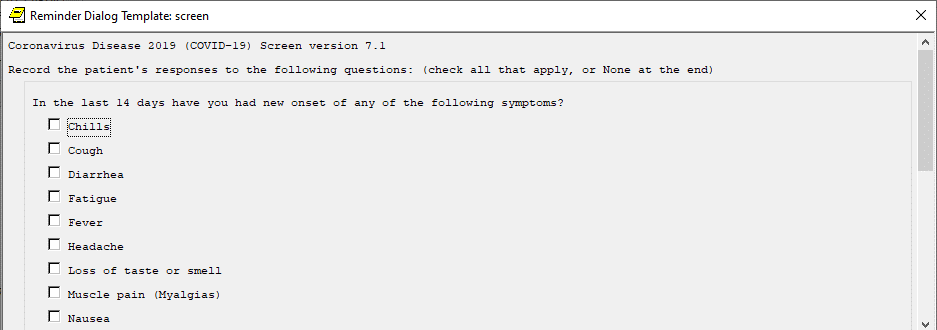 Reminder Dialog Template: screen
Coronavirus Disease 2019 (COVID-19) Screen version 7.1
Record the patient's responses to the following questions: (check all that apply, or None at the end)
In the last 14 days have you had new onset of any of the following symptoms?
Chills
Cough
Diarrhea
Fatigue
Fever
Headache
Loss of taste or smell
Muscle pain (Myalgias)
Nausea